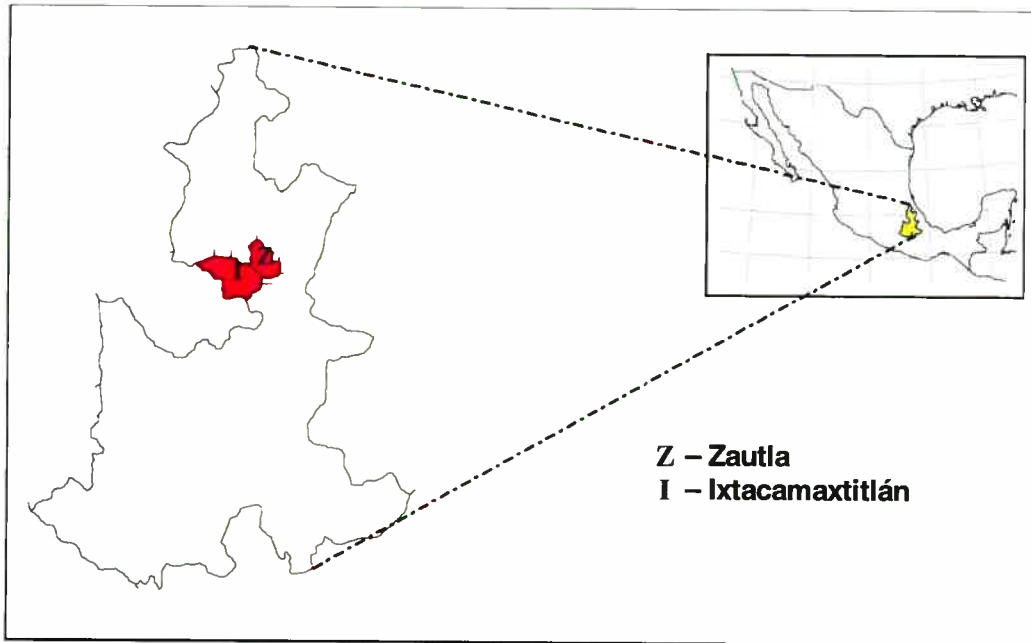 Z
I
Z – Zautla
I – Ixtacamaxtitlán